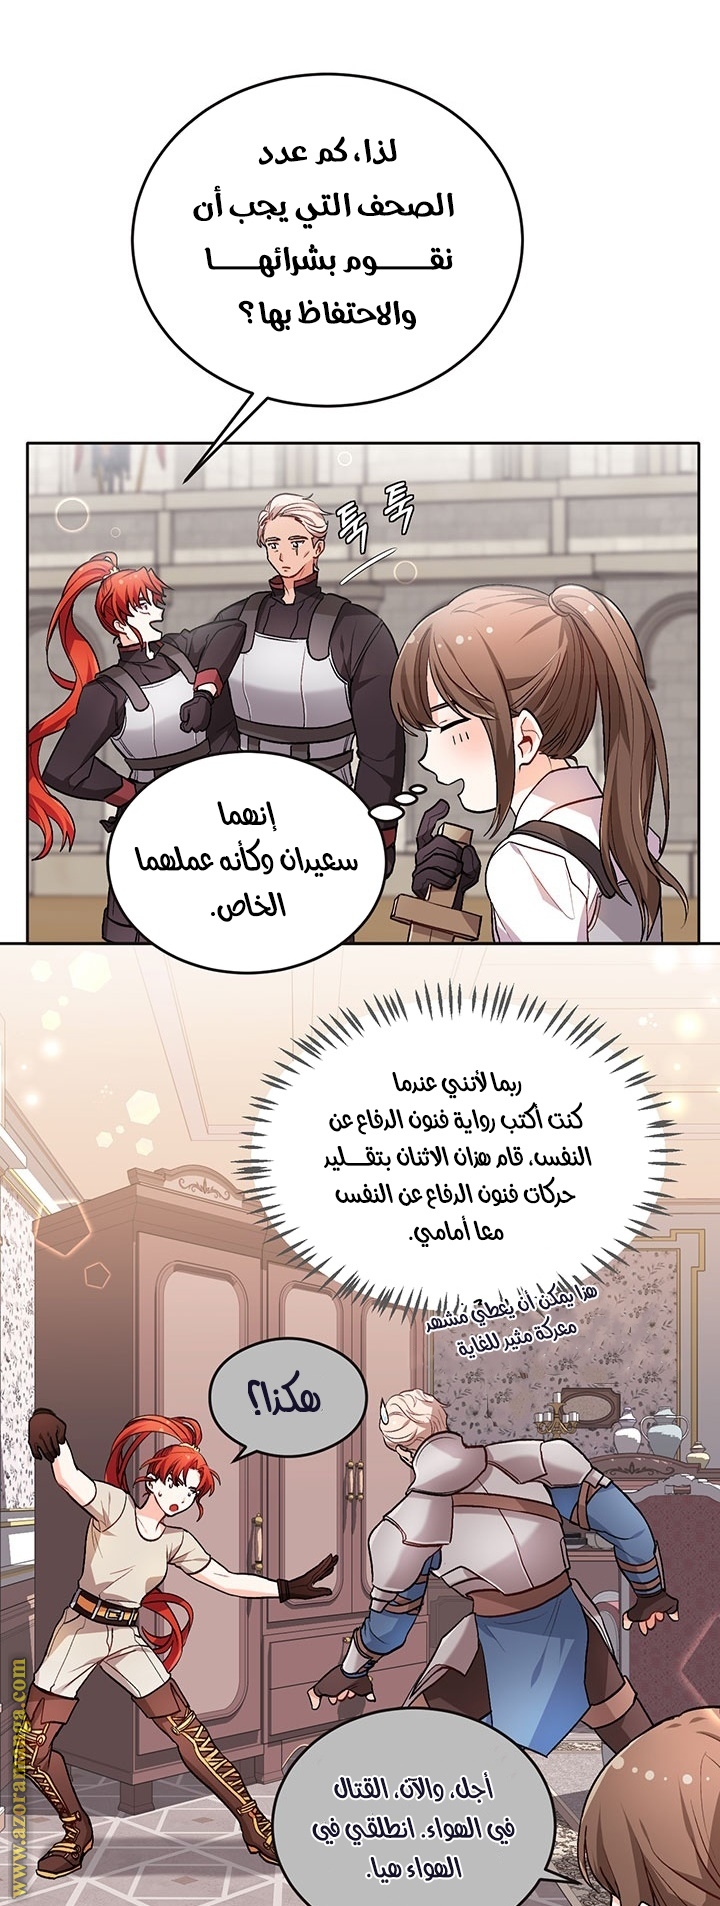 لذا، كم عدد
الصحف التي يجب أن
نقـــوم بشرائهـــا
والاحتفاظ بها؟
툭 툭
إنهما
سعيران وكأنه عملهما
الخاص.
ربما لأنني عندما
كنت أكتب رواية فنون الدفاع عن
النفس، قام هذان الاثنان بتقـــليد
حركات فنون الدفاع عن النفس
معا أمامي.
هذا يمكن أن يعطي مشهد
معركة مثير للغاية
هكذا؟
أجل، والآن، القتال
في الهواء. انطلقي في
الهواء هيا.
www.azoramanga.com